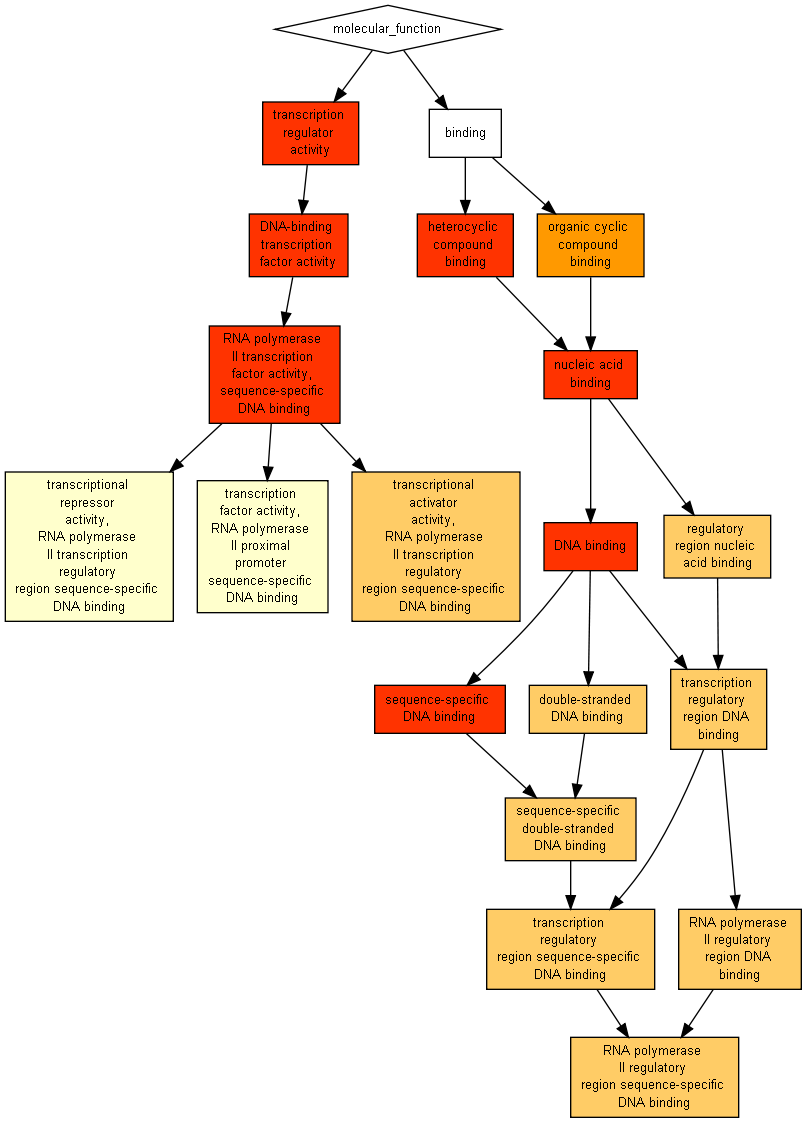 molecular_function
transcription
regulator
activity
binding
DNA-binding
transcription
factor activity
heterocyclic
compound
binding
organic cyclic
compound
binding
RNA polymerase
II transcription
factor activity,
sequence-specific
DNA binding
nucleic acid
binding
transcriptional
repressor
activity,
RNA polymerase
II transcription
regulatory
region sequence-specific
DNA binding
transcription
factor activity,
RNA polymerase
II proximal
promoter
sequence-specific
DNA binding
transcriptional
activator
activity,
RNA polymerase
II transcription
regulatory
region sequence-specific
DNA binding
DNA binding
regulatory
region nucleic
acid binding
sequence-specific
DNA binding
double-stranded
DNA binding
transcription
regulatory
region DNA
binding
sequence-specific
double-stranded
DNA binding
transcription
regulatory
region sequence-specific
DNA binding
RNA polymerase
II regulatory
region DNA
binding
RNA polymerase
II regulatory
region sequence-specific
DNA binding